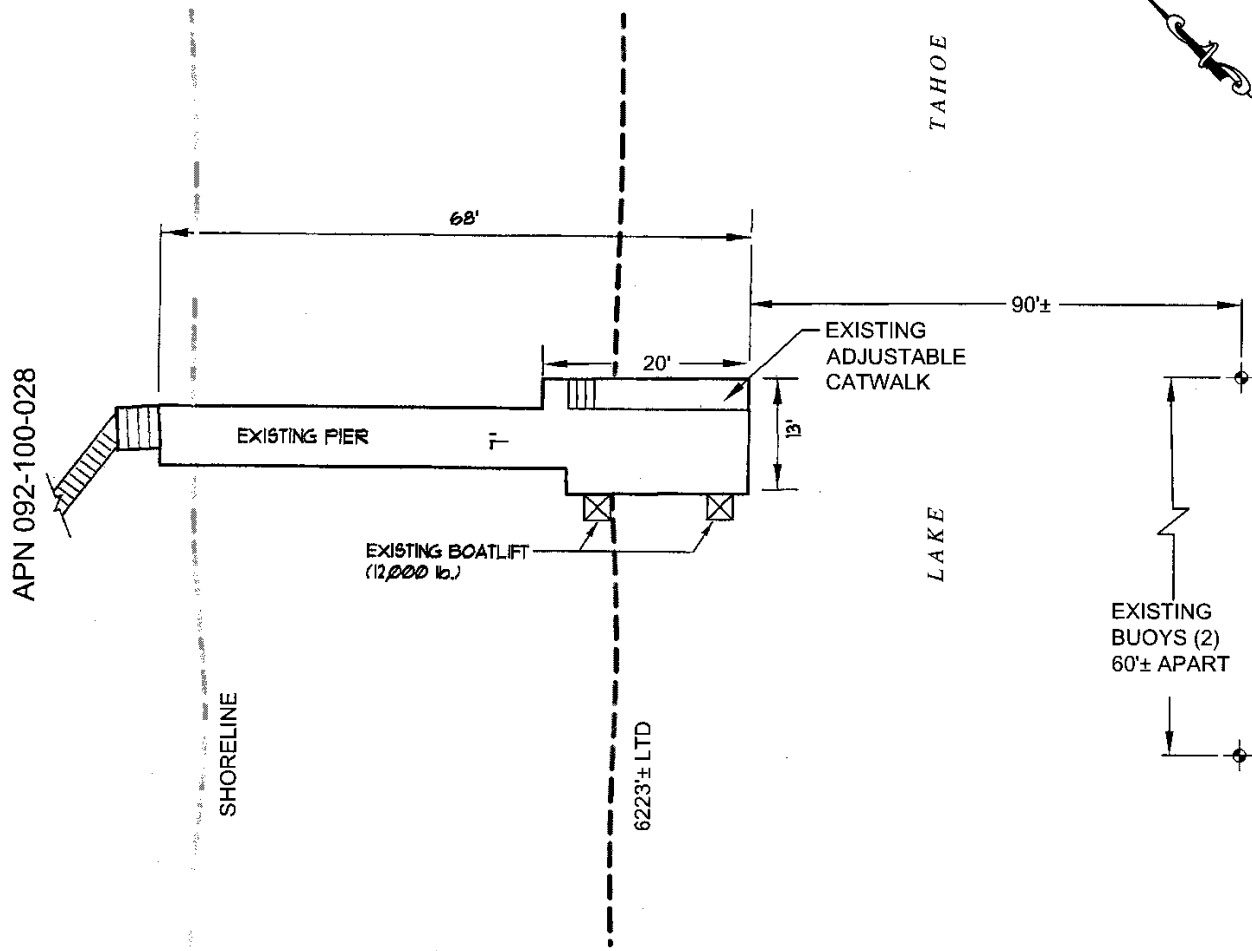 TAHOE
68'
90'±
EXISTING
ADJUSTABLE
CATWALK
20'
13'
EXISTING PIER
7'
APN 092-100-028
EXISTING BOATLIFT
(12,000 lb.)
LAKE
EXISTING
BUOYS (2)
60'± APART
SHORELINE
6223'± LTD